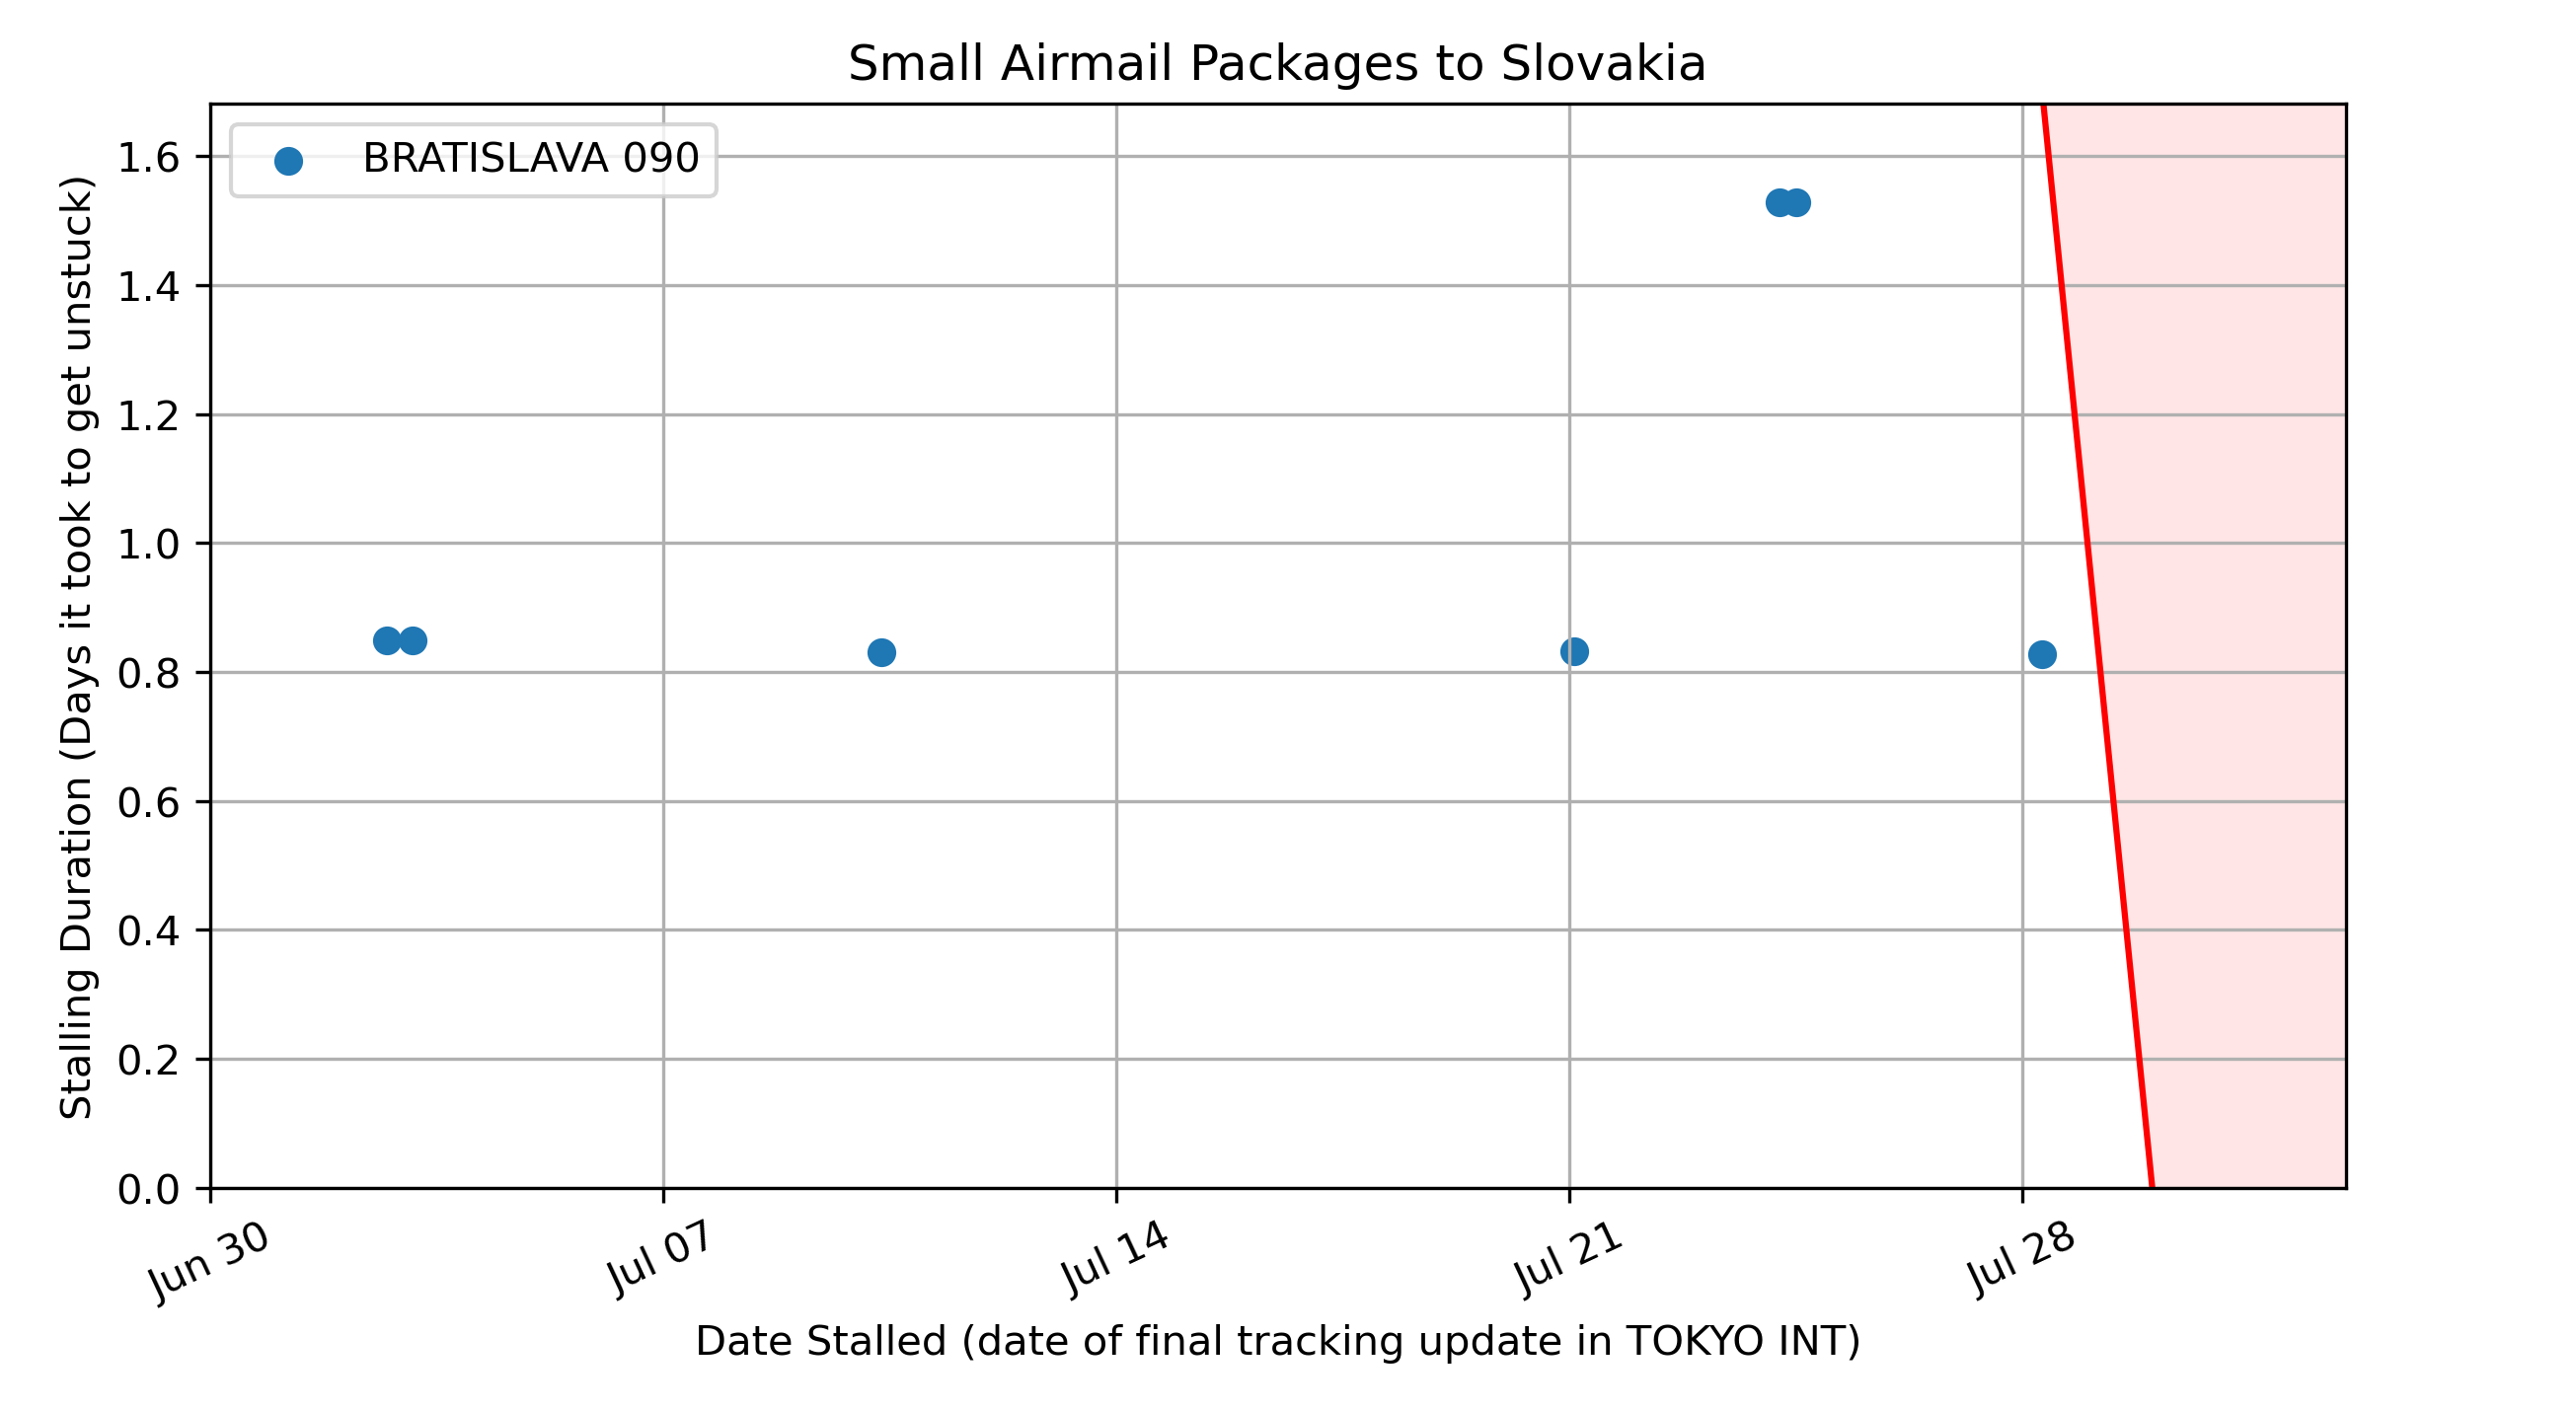 Small Airmail Packages to Slovakia
BRATISLAVA 090
Stalling Duration (Days it took to get unstuck)
1.6
1.4
1.2
1.0
0.8
0.6
0.4
0.2
0.0
Jun 30
Jul 07
Jul 14
Jul 21
Jul 28
Date Stalled (date of final tracking update in TOKYO INT)